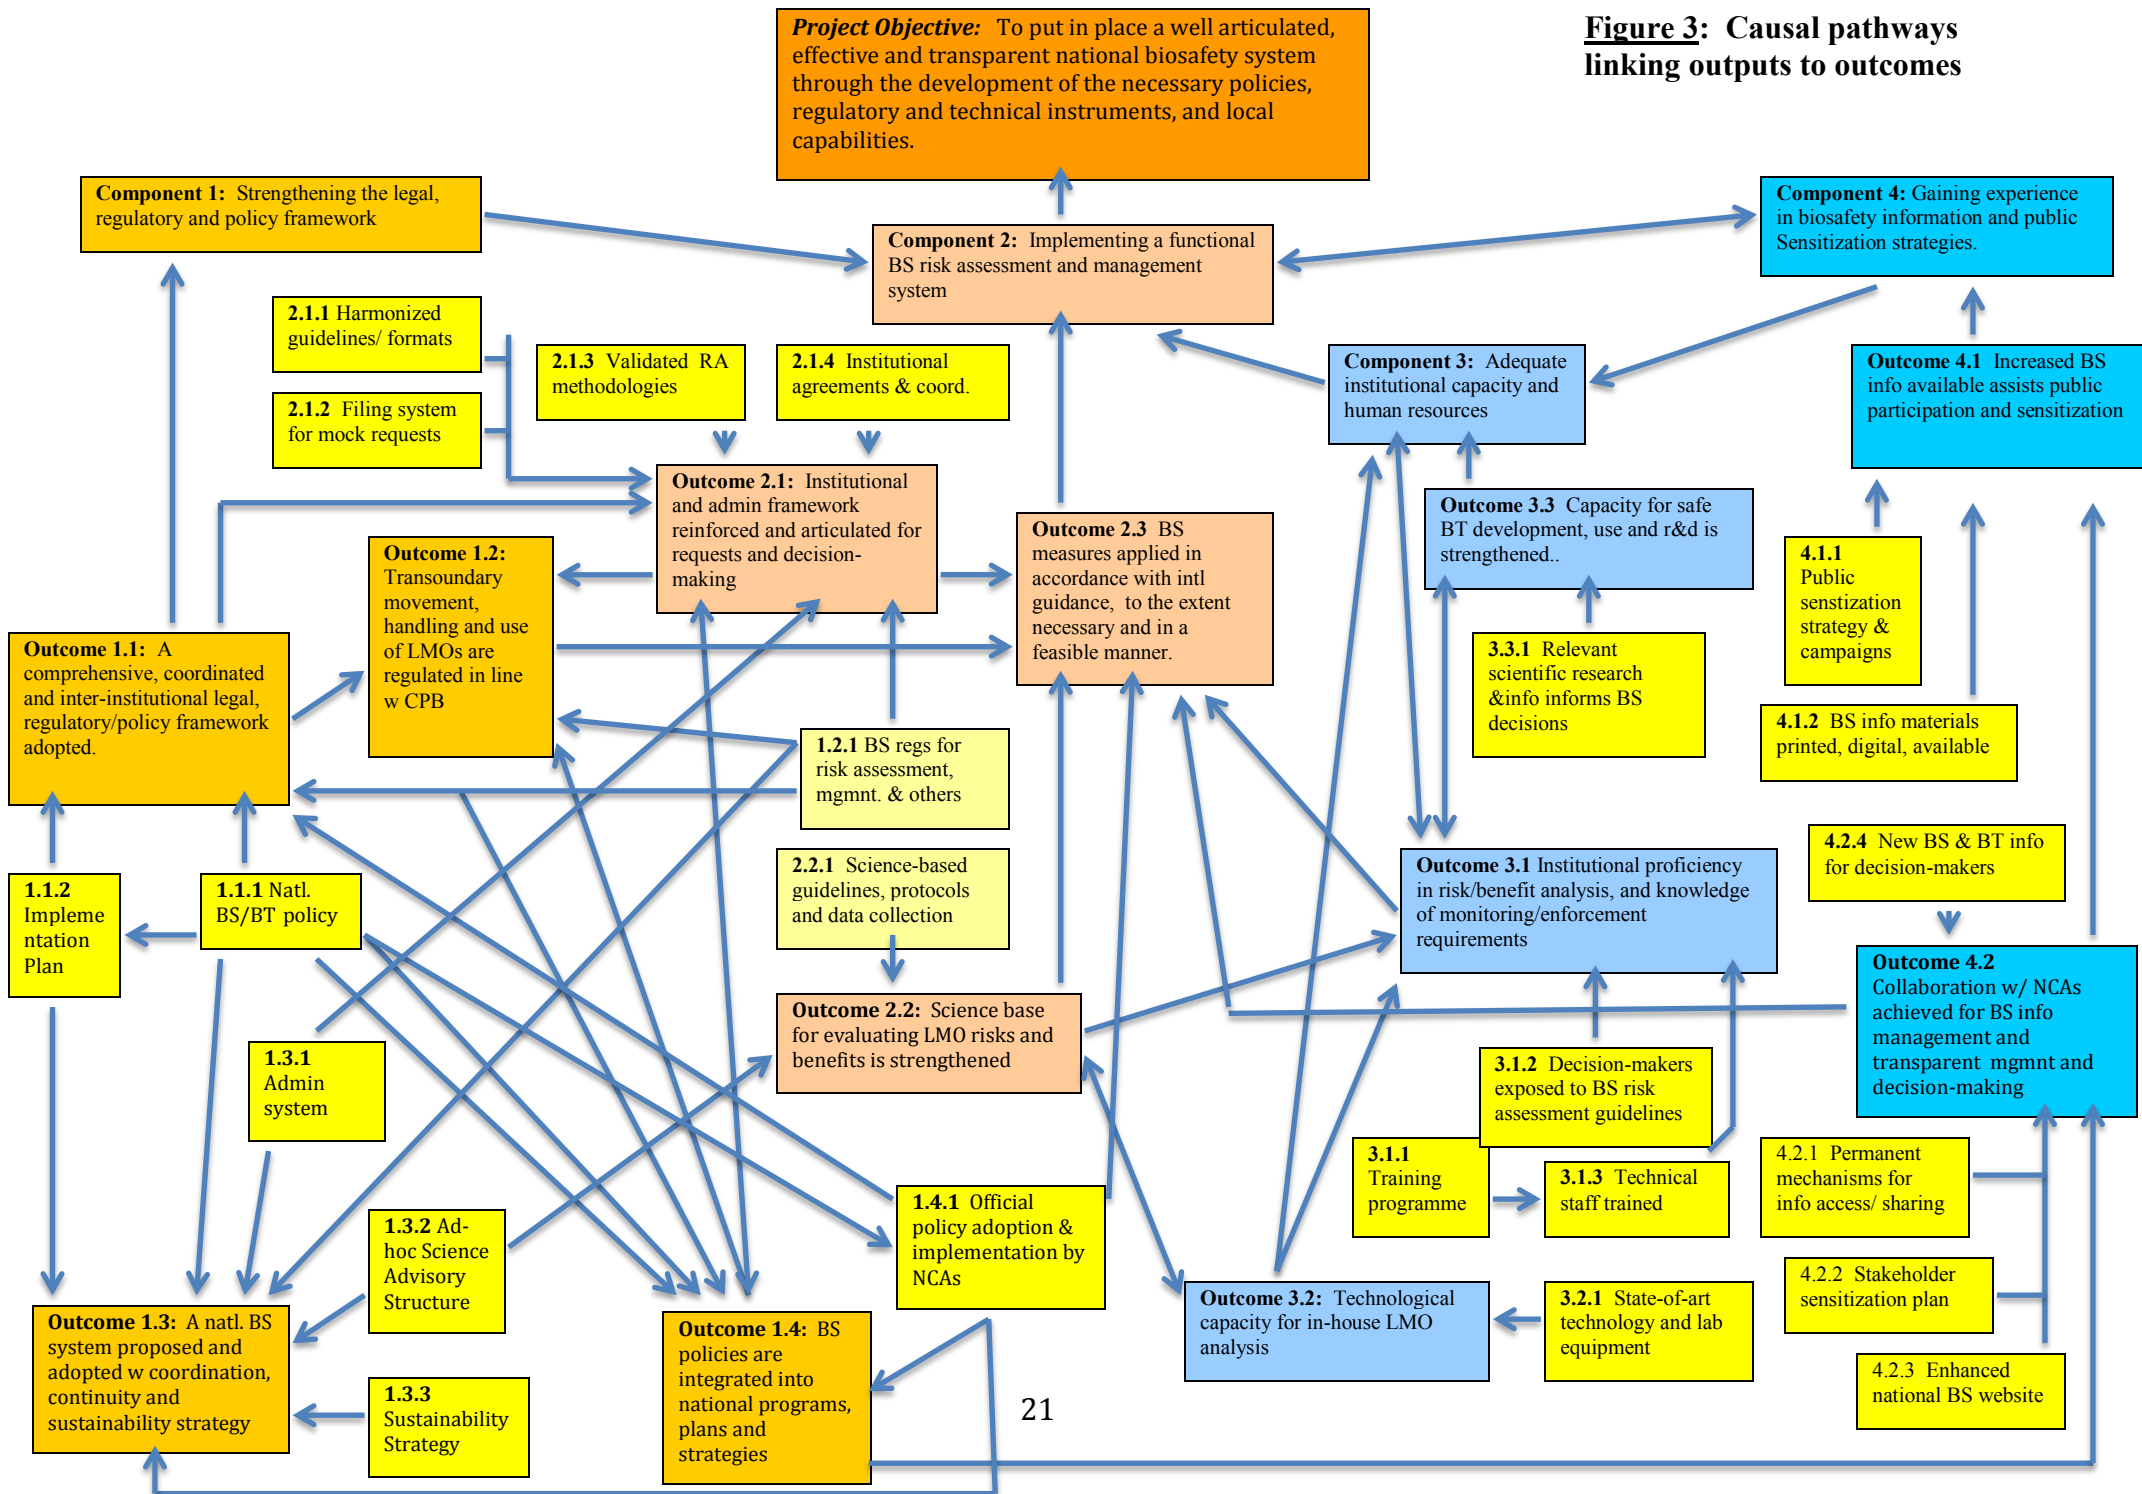 Project Objective: To put in place a well articulated,
effective and transparent national biosafety system
through the development of the necessary policies,
regulatory and technical instruments, and local
capabilities.
Figure 3: Causal pathways
linking outputs to outcomes
Component 1: Strengthening the legal,
regulatory and policy framework
Component 2: Implementing a functional
BS risk assessment and management
system
Component 4: Gaining experience
in biosafety information and public
Sensitization strategies.
2.1.1 Harmonized
guidelines/ formats
2.1.2 Filing system
for mock requests
2.1.3 Validated RA
methodologies
2.1.4 Institutional
agreements & coord.
Component 3: Adequate
institutional capacity and
human resources
Outcome 4.1 Increased BS
info available assists public
participation and sensitization
Outcome 2.1: Institutional
and admin framework
reinforced and articulated for
requests and decision-
making
Outcome 1.2:
Transoundary
movement,
handling and use
of LMOs are
regulated in line
w CPB
Outcome 2.3 BS
measures applied in
accordance with intl
guidance, to the extent
necessary and in a
feasible manner.
Outcome 3.3 Capacity for safe
BT development, use and r&d is
strengthened..
4.1.1
Public
senstization
strategy &
campaigns
Outcome 1.1: A
comprehensive, coordinated
and inter-institutional legal,
regulatory/policy framework
adopted.
3.3.1 Relevant
scientific research
&info informs BS
decisions
4.1.2 BS info materials
printed, digital, available
1.2.1 BS regs for
risk assessment,
mgmnt. & others
2.2.1 Science-based
guidelines, protocols
and data collection
4.2.4 New BS & BT info
for decision-makers
Outcome 3.1 Institutional proficiency
in risk/benefit analysis, and knowledge
of monitoring/enforcement
requirements
1.1.2
Impleme
ntation
Plan
1.1.1 Natl.
BS/BT policy
Outcome 4.2
Collaboration w/ NCAs
achieved for BS info
management and
transparent mgmnt and
decision-making
Outcome 2.2: Science base
for evaluating LMO risks and
benefits is strengthened
1.3.1
Admin
system
3.1.2 Decision-makers
exposed to BS risk
assessment guidelines
3.1.1
Training
programme
3.1.3 Technical
staff trained
4.2.1 Permanent
mechanisms for
info access/ sharing
1.3.2 Ad-
hoc Science
Advisory
Structure
1.4.1 Official
policy adoption &
implementation by
NCAs
4.2.2 Stakeholder
sensitization plan
Outcome 3.2: Technological
capacity for in-house LMO
analysis
3.2.1 State-of-art
technology and lab
equipment
Outcome 1.3: A natl. BS
system proposed and
adopted w coordination,
continuity and
sustainability strategy
1.3.3
Sustainability
Strategy
Outcome 1.4: BS
policies are
integrated into
national programs,
plans and
strategies
4.2.3 Enhanced
national BS website
21